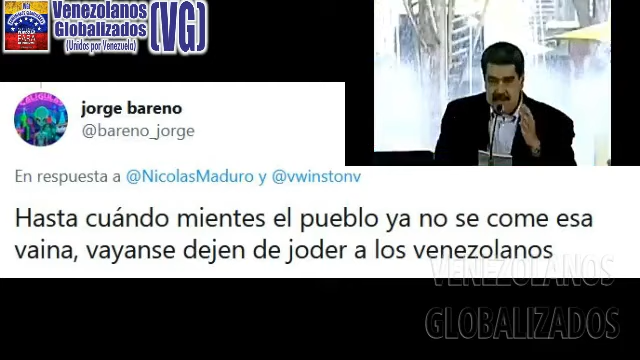 Venezolanos
Globalizados
(Unidos por Venezuela)
(VG)
jorge bareno
@bareno_jorge
En respuesta a @NicolasMaduro y @vwinstonv
Hasta cuándo mientes el pueblo ya no se come esa
vaina, vayanse dejen de joder a los venezolanos
VENEZOLANOS
GLOBALIZADOS